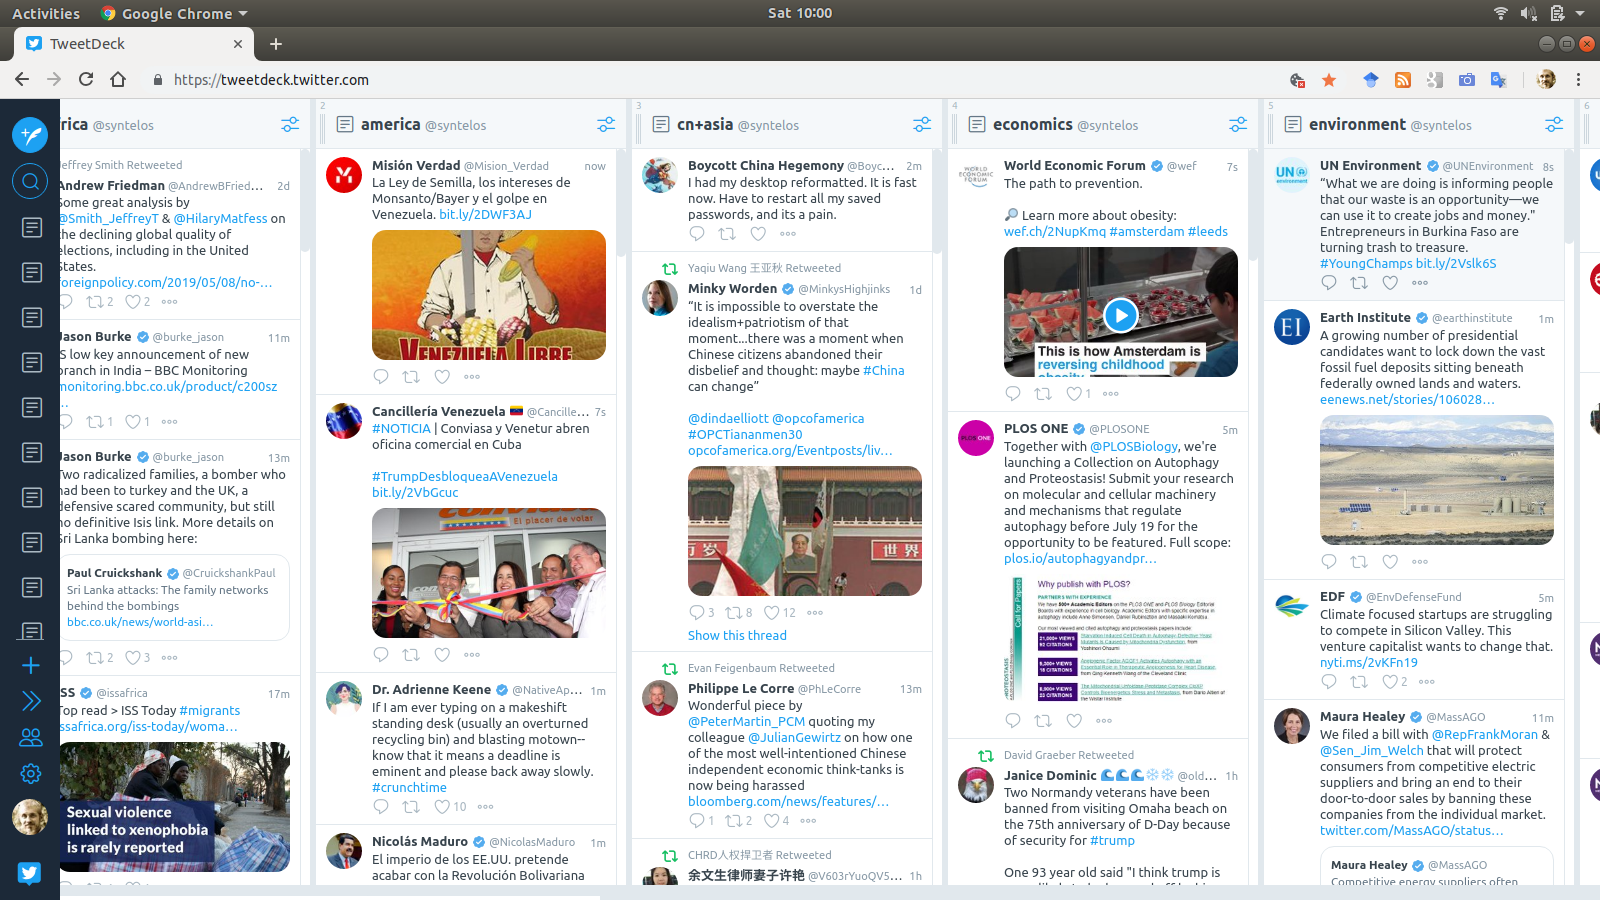 Activities
Google Chrome
Sat 10:00
TweetDeck
https://tweetdeck.twitter.com
rica @syntelos
effrey Smith Retweeted
Andrew Friedman @AndrewBFried... 2d
Some great analysis by
@Smith_JeffreyT & @HilaryMatfess on
the declining global quality of
elections, including in the United
States.
foreignpolicy.com/2019/05/08/no-...
2 2
Jason Burke @burke_jason 11m
IS low key announcement of new
branch in India – BBC Monitoring
monitoring.bbc.co.uk/product/c200sz
...
1 1
Jason Burke @burke_jason 13m
Two radicalized families, a bomber who
had been to turkey and the UK, a
defensive scared community, but still
no definitive Isis link. More details on
Sri Lanka bombing here:
Paul Cruickshank @CruickshankPaul
Sri Lanka attacks: The family networks
behind the bombings
bbc.co.uk/news/world-asi...
2 3
ISS @issafrica 17m
Top read > ISS Today #migrants
issafrica.org/iss-today/woma...
Sexual violence
linked to xenophobia
is rarely reported
2
america @syntelos
Misión Verdad @Mision_Verdad now
La Ley de Semilla, los intereses de
Monsanto/Bayer y el golpe en
Venezuela. bit.ly/2DWF3AJ
VENEZUELA LIBRE
Cancillería Venezuela @Cancille... 7s
#NOTICIA | Conviasa y Venetur abren
oficina comercial en Cuba
#TrumpDesbloqueaAVenezuela
bit.ly/2VbGcuc
conviasa
El placer de volar
Dr. Adrienne Keene @NativeAp... 1m
If I am ever typing on a makeshift
standing desk (usually an overturned
recycling bin) and blasting motown--
know that it means a deadline is
eminent and please back away slowly.
#crunchtime
10
Nicolás Maduro @NicolasMaduro 1m
El imperio de los EE.UU. pretende
acabar con la Revolución Bolivariana
3
cn+asia @syntelos
Boycott China Hegemony @Boyc... 2m
I had my desktop reformatted. It is fast
now. Have to restart all my saved
passwords, and its a pain.
Yaqiu Wang 王亚秋 Retweeted
Minky Worden @MinkysHighjinks 1d
“It is impossible to overstate the
idealism+patriotism of that
moment...there was a moment when
Chinese citizens abandoned their
disbelief and thought: maybe #China
can change”
@dindaelliott @opcofamerica
#OPCTiananmen30
opcofamerica.org/Eventposts/liv...
万岁
世界
3 8 12
Show this thread
Evan Feigenbaum Retweeted
Philippe Le Corre @PhLeCorre 13m
Wonderful piece by
@PeterMartin_PCM quoting my
colleague @JulianGewirtz on how one
of the most well-intentioned Chinese
independent economic think-tanks is
now being harassed
bloomberg.com/news/features/...
1 2 4
CHRD人权捍卫者 Retweeted
余文生律师妻子许艳 @V603rYuoQV5... 1h
4
economics @syntelos
WORLD
ECONOMIC
FORUM
World Economic Forum @wef 7s
The path to prevention.
Learn more about obesity:
wef.ch/2NupKmq #amsterdam #leeds
This is how Amsterdam is
reversing childhood
obesity
1
PLOS ONE
PLOS ONE @PLOSONE 5m
Together with @PLOSBiology, we're
launching a Collection on Autophagy
and Proteostasis! Submit your research
on molecular and cellular machinery
and mechanisms that regulate
autophagy before July 19 for the
opportunity to be featured. Full scope:
plos.io/autophagyandpr...
Call for Papers
Why publish with PLOS?
PARTNERS WITH EXPERIENCE
21,000+ VIEWS
9,300+ VIEWS
8,900+ VIEWS
David Graeber Retweeted
Janice Dominic @old... 1h
Two Normandy veterans have been
banned from visiting Omaha beach on
the 75th anniversary of D-Day because
of security for #trump
One 93 year old said "I think trump is
5
environment @syntelos
UN
environment
UN Environment @UNEnvironment 8s
“What we are doing is informing people
that our waste is an opportunity—we
can use it to create jobs and money."
Entrepreneurs in Burkina Faso are
turning trash to treasure.
#YoungChamps bit.ly/2Vslk6S
EI
Earth Institute @earthinstitute 1m
A growing number of presidential
candidates want to lock down the vast
fossil fuel deposits sitting beneath
federally owned lands and waters.
eenews.net/stories/106028...
EDF @EnvDefenseFund 5m
Climate focused startups are struggling
to compete in Silicon Valley. This
venture capitalist wants to change that.
nyti.ms/2vKFn19
2
Maura Healey @MassAGO 11m
We filed a bill with @RepFrankMoran &
@Sen_Jim_Welch that will protect
consumers from competitive electric
suppliers and bring an end to their
door-to-door sales by banning these
companies from the individual market.
twitter.com/MassAGO/status...
Maura Healey @MassAGO
Competitive energy suppliers often
6